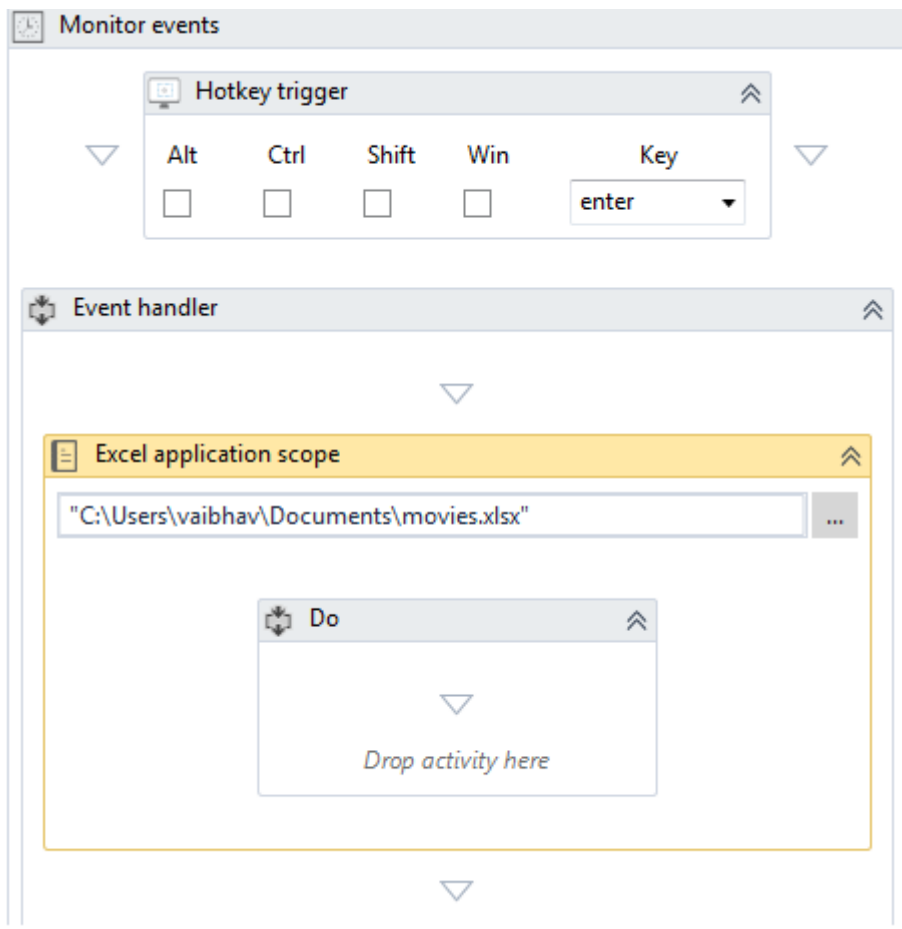 Monitor events
Hotkey trigger
Alt Ctrl Shift Win Key
enter
Event handler
Excel application scope
"C:\Users\vaibhav\Documents\movies.xlsx" ...
Do
Drop activity here